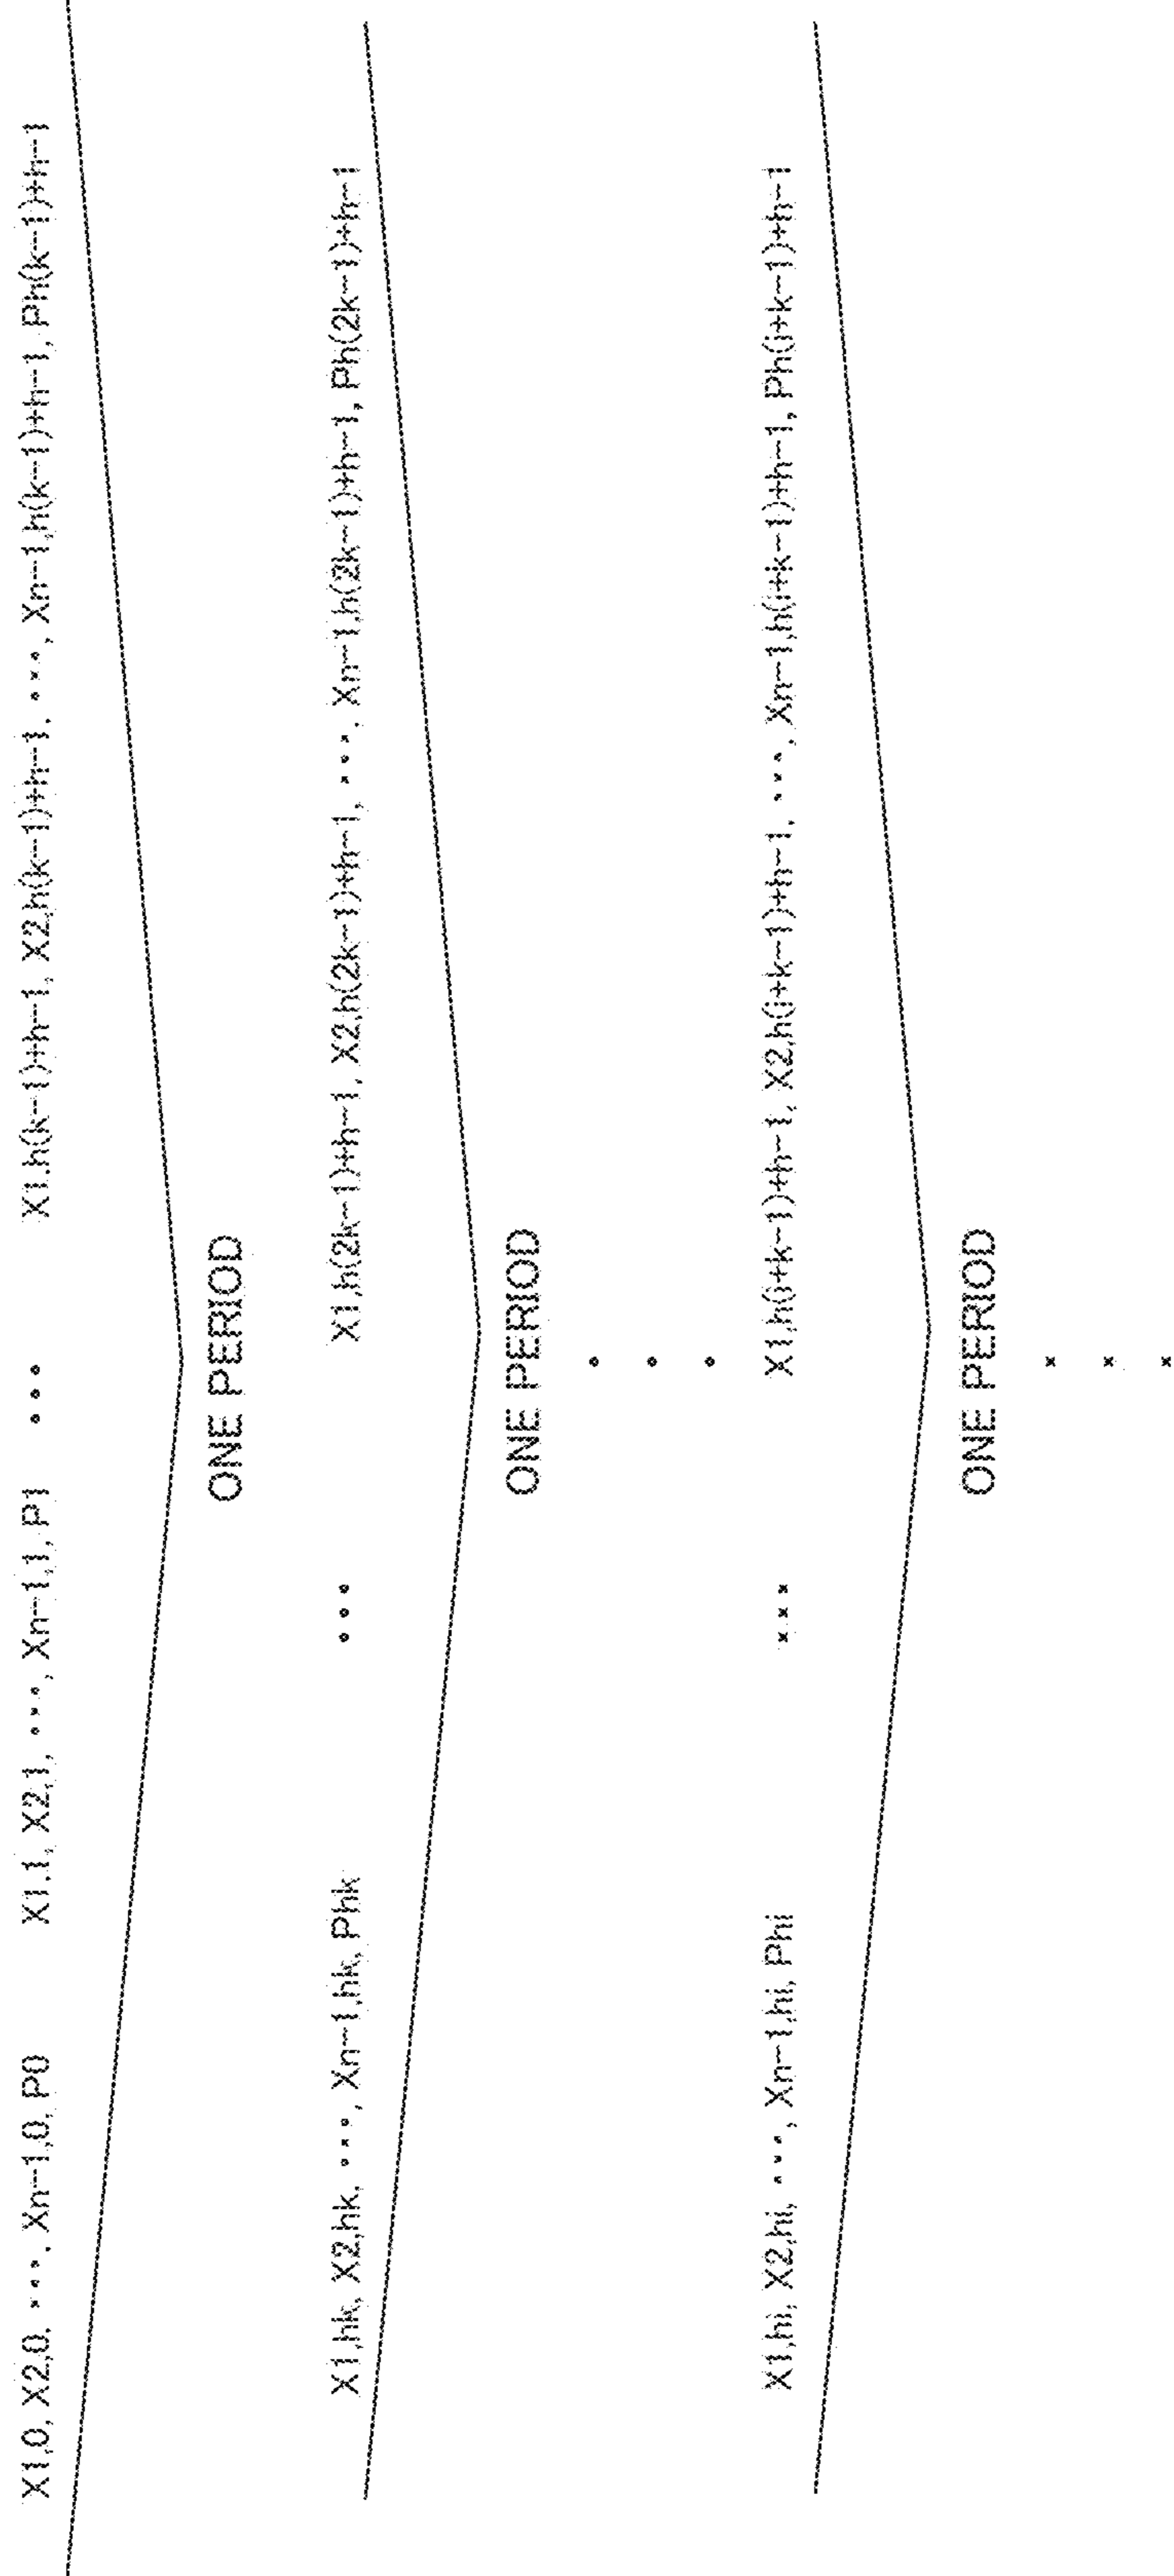 X1,0, X2,0, ･･･, Xn-1,0, P0 X1,1, X2,1, ･･･, Xn-1,1, P1 ･･･ X1,h(k-1)+h-1, X2,h(k-1)+h-1, ･･･, Xn-1,h(k-1)+h-1, Ph(k-1)+h-1
ONE PERIOD
X1,hk, X2,hk, ･･･, Xn-1,hk, Phk ･･･ X1,h(2k-1)+h-1, X2,h(2k-1)+h-1, ･･･, Xn-1,h(2k-1)+h-1, Ph(2k-1)+h-1
ONE PERIOD
X1,hi, X2,hi, ･･･, Xn-1,hi, Phi ･･･ X1,h(i+k-1)+h-1, X2,h(i+k-1)+h-1, ･･･, Xn-1,h(i+k-1)+h-1, Ph(i+k-1)+h-1
ONE PERIOD